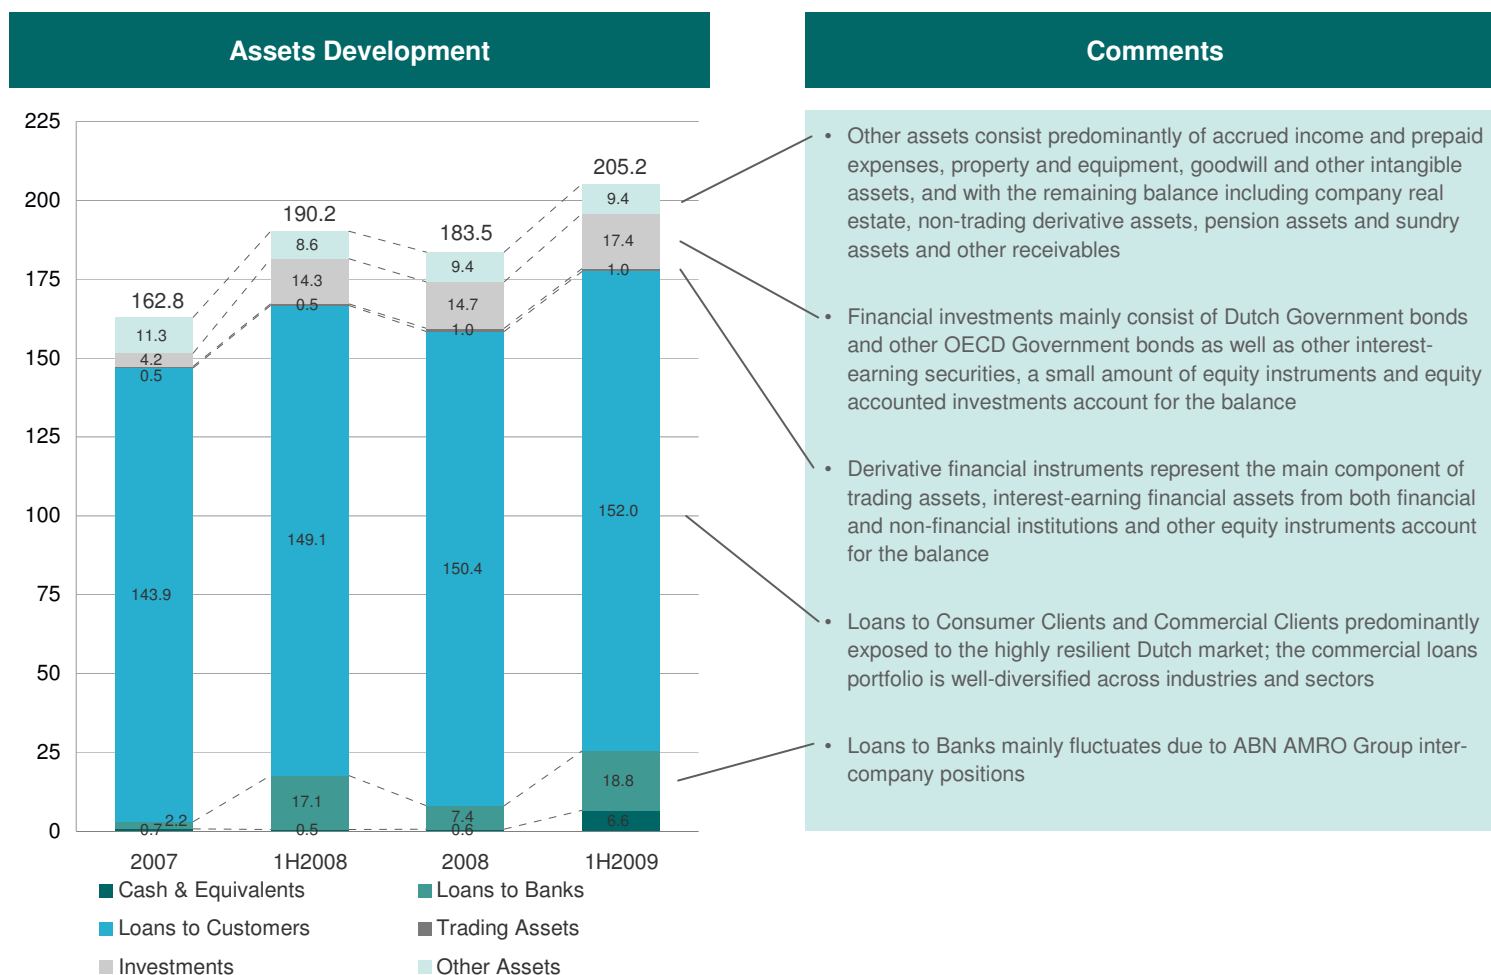 Assets Development
225
200
175
150
125
100
75
50
25
0
162.8
11.3
4.2
0.5
143.9
2.2
0.7
2007
190.2
8.6
14.3
0.5
149.1
17.1
0.5
1H2008
183.5
9.4
14.7
1.0
150.4
7.4
0.6
2008
205.2
9.4
17.4
1.0
152.0
18.8
6.6
1H2009
Cash & Equivalents
Loans to Banks
Loans to Customers
Trading Assets
Investments
Other Assets
Comments
• Other assets consist predominantly of accrued income and prepaid
expenses, property and equipment, goodwill and other intangible
assets, and with the remaining balance including company real
estate, non-trading derivative assets, pension assets and sundry
assets and other receivables
• Financial investments mainly consist of Dutch Government bonds
and other OECD Government bonds as well as other interest-
earning securities, a small amount of equity instruments and equity
accounted investments account for the balance
• Derivative financial instruments represent the main component of
trading assets, interest-earning financial assets from both financial
and non-financial institutions and other equity instruments account
for the balance
• Loans to Consumer Clients and Commercial Clients predominantly
exposed to the highly resilient Dutch market; the commercial loans
portfolio is well-diversified across industries and sectors
• Loans to Banks mainly fluctuates due to ABN AMRO Group inter-
company positions